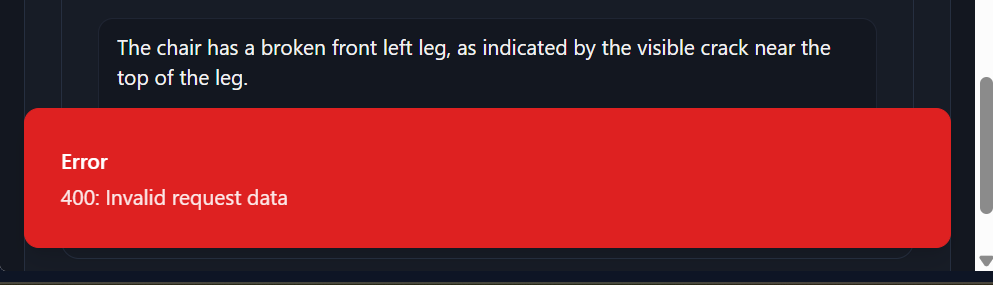 The chair has a broken front left leg, as indicated by the visible crack near the
top of the leg.
Error
400: Invalid request data